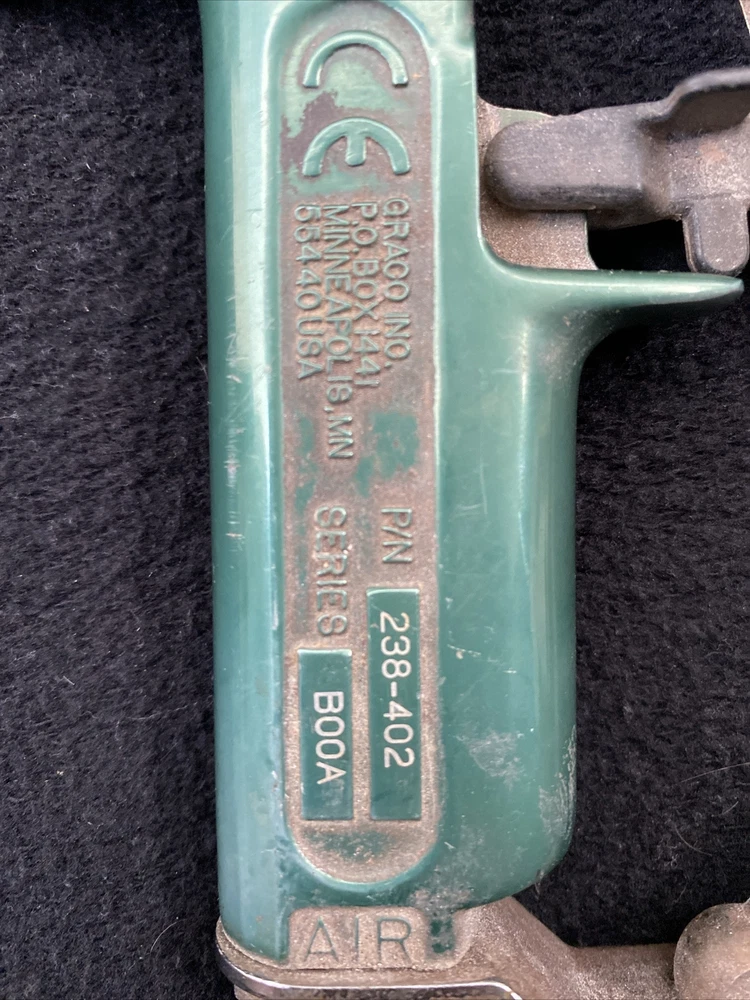 CE
GRACO, INC.
P.O. BOX 1441
MINNEAPOLIS, MN
55440 USA
P/N 238-402
SERIES B00A
AIR